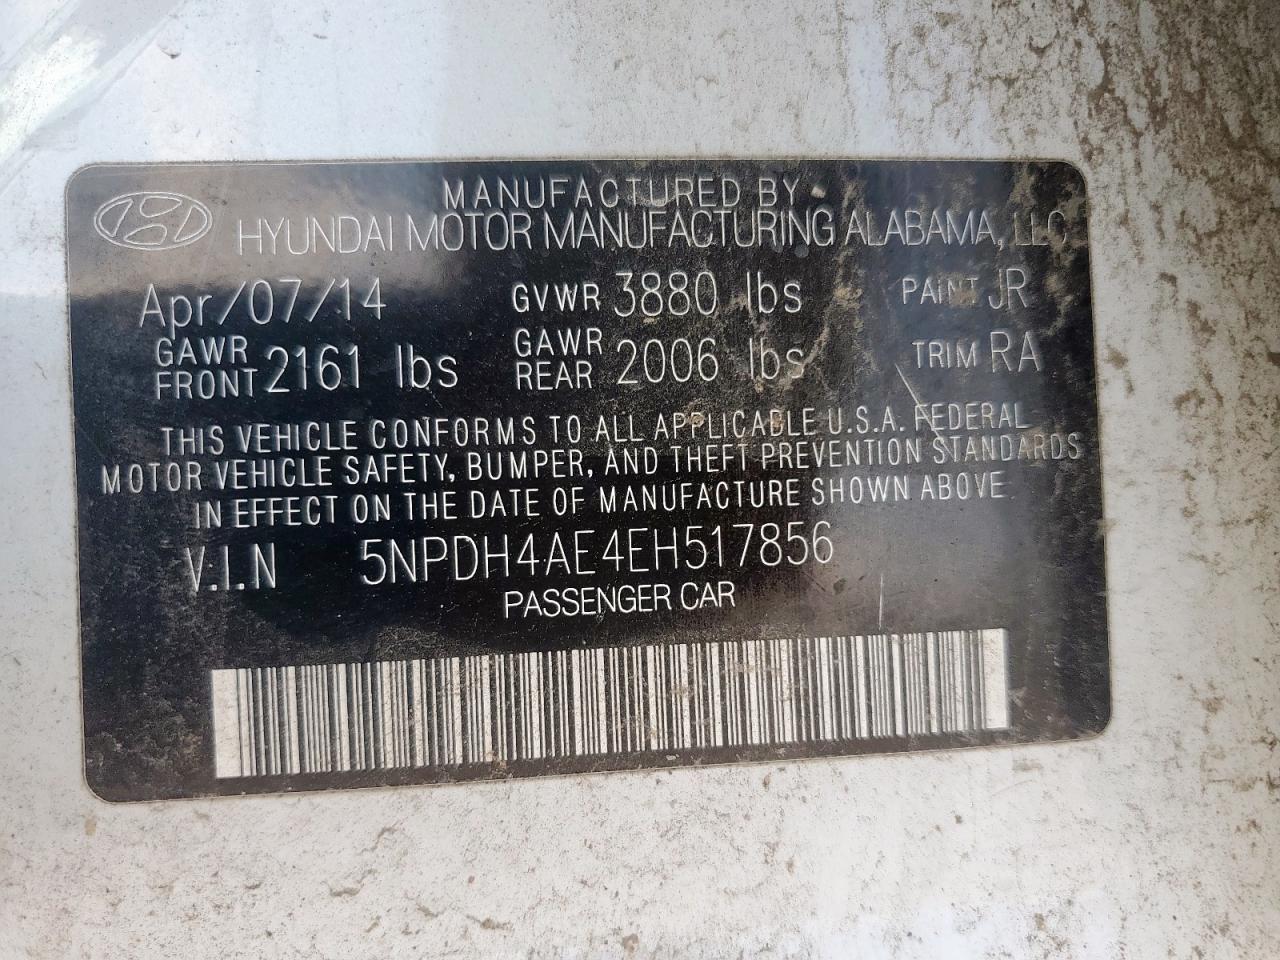 MANUFACTURED BY
HYUNDAI MOTOR MANUFACTURING ALABAMA, LLC
Apr/07/14 GVWR 3880 lbs PAINT JR
GAWR FRONT 2161 lbs GAWR REAR 2006 lbs TRIM RA
THIS VEHICLE CONFORMS TO ALL APPLICABLE U.S.A. FEDERAL
MOTOR VEHICLE SAFETY, BUMPER, AND THEFT PREVENTION STANDARDS
IN EFFECT ON THE DATE OF MANUFACTURE SHOWN ABOVE
V.I.N 5NPDH4AE4EH517856
PASSENGER CAR